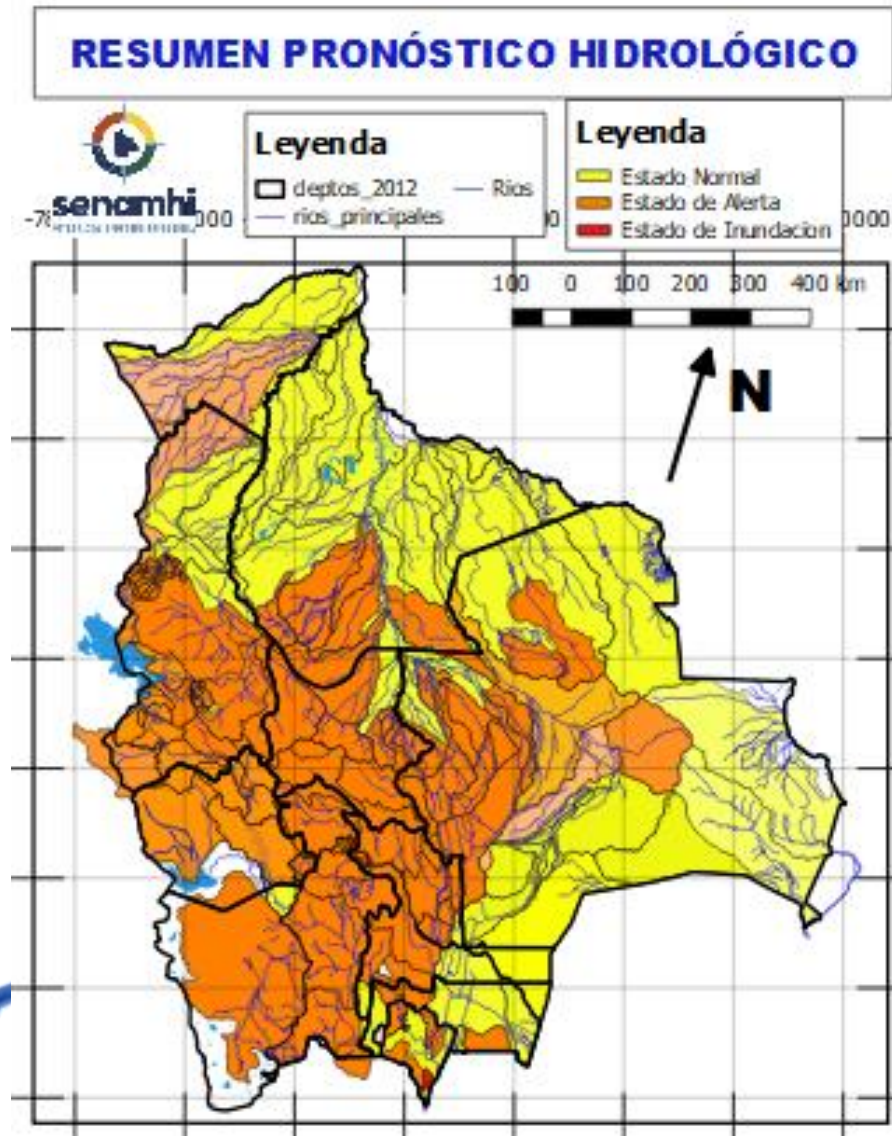 RESUMEN PRONÓSTICO HIDROLÓGICO
senamhi
Leyenda
deptos_2012
Rios
rios_principales
Leyenda
Estado Normal
Estado de Alerta
Estado de Inundacion
100 0 100 200 300 400 km
N